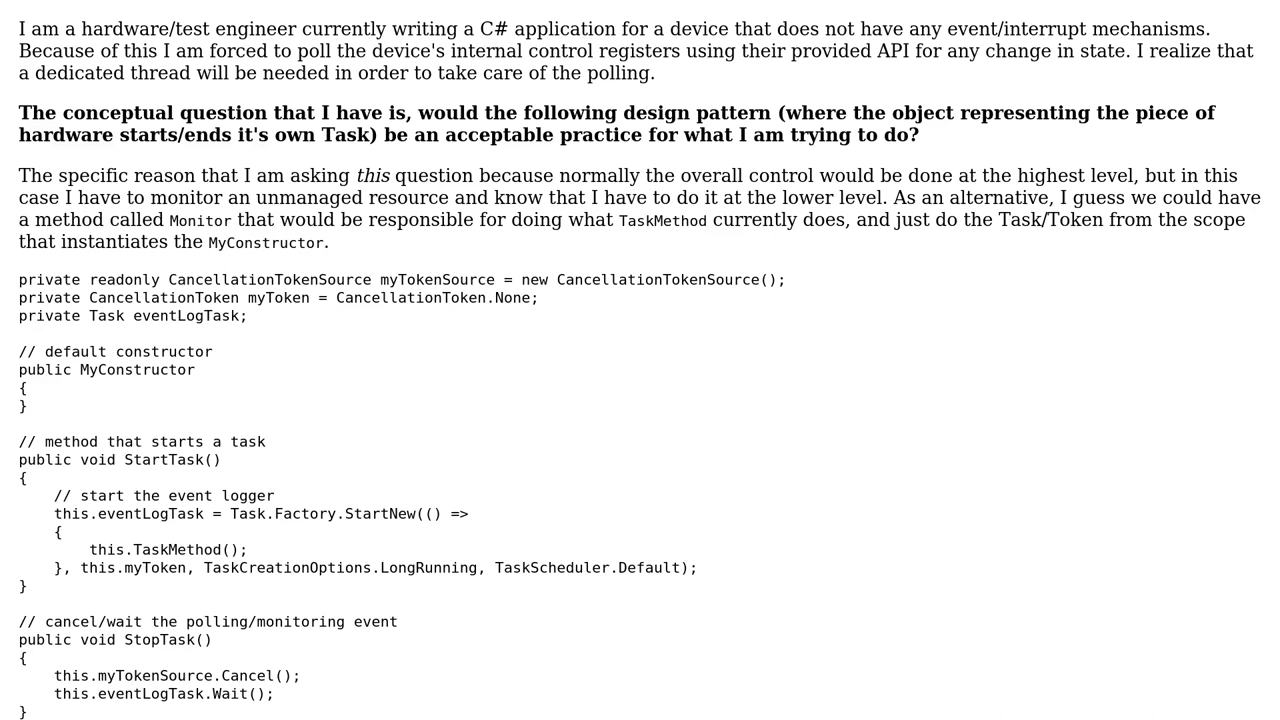 I am a hardware/test engineer currently writing a C# application for a device that does not have any event/interrupt mechanisms.
Because of this I am forced to poll the device's internal control registers using their provided API for any change in state. I realize that
a dedicated thread will be needed in order to take care of the polling.
The conceptual question that I have is, would the following design pattern (where the object representing the piece of
hardware starts/ends it's own Task) be an acceptable practice for what I am trying to do?
The specific reason that I am asking this question because normally the overall control would be done at the highest level, but in this
case I have to monitor an unmanaged resource and know that I have to do it at the lower level. As an alternative, I guess we could have
a method called Monitor that would be responsible for doing what TaskMethod currently does, and just do the Task/Token from the scope
that instantiates the MyConstructor.
private readonly CancellationTokenSource myTokenSource = new CancellationTokenSource();
private CancellationToken myToken = CancellationToken.None;
private Task eventLogTask;
// default constructor
public MyConstructor
{
}
// method that starts a task
public void StartTask()
{
    // start the event logger
    this.eventLogTask = Task.Factory.StartNew(() =>
    {
        this.TaskMethod();
    }, this.myToken, TaskCreationOptions.LongRunning, TaskScheduler.Default);
}
// cancel/wait the polling/monitoring event
public void StopTask()
{
    this.myTokenSource.Cancel();
    this.eventLogTask.Wait();
}